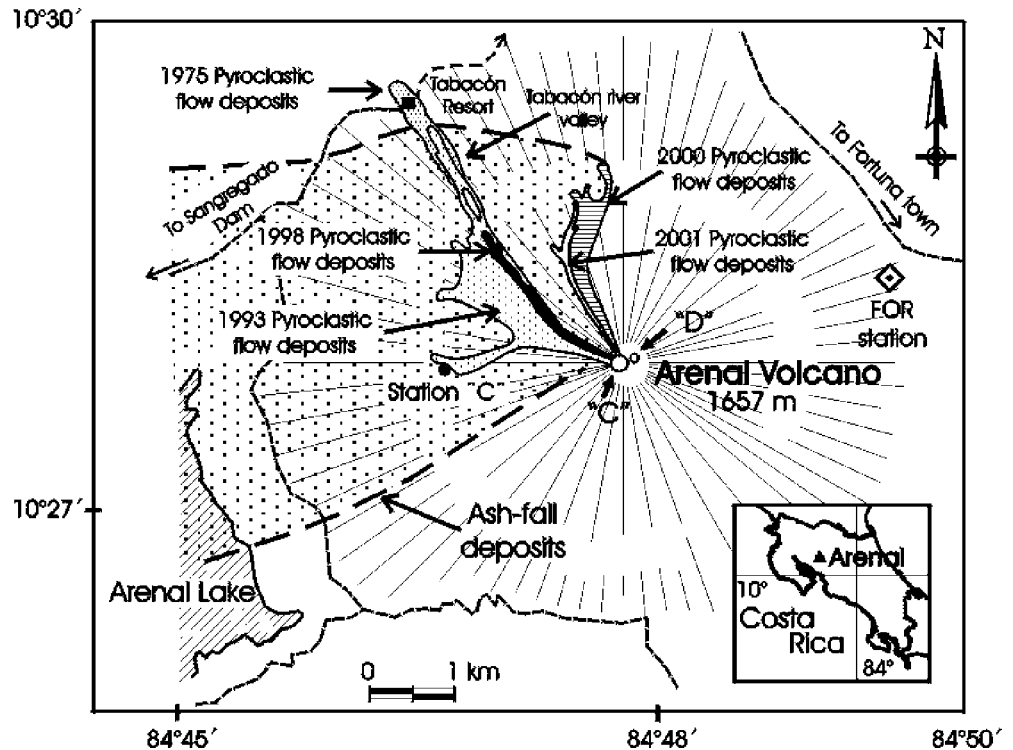 10°30´
N
1975 Pyroclastic
flow deposits
Tabacón
Resort
Tabacón river
valley
To Fortuna town
2000 Pyroclastic
flow deposits
To Sangregado
Dam
1998 Pyroclastic
flow deposits
2001 Pyroclastic
flow deposits
FOR
station
1993 Pyroclastic
flow deposits
"D"
Station "C"
Arenal Volcano
1657 m
"C"
10°27´
Ash-fall
deposits
Arenal Lake
Arenal
10°
Costa
Rica
84°
0 1 km
84°45´ 84°48´ 84°50´